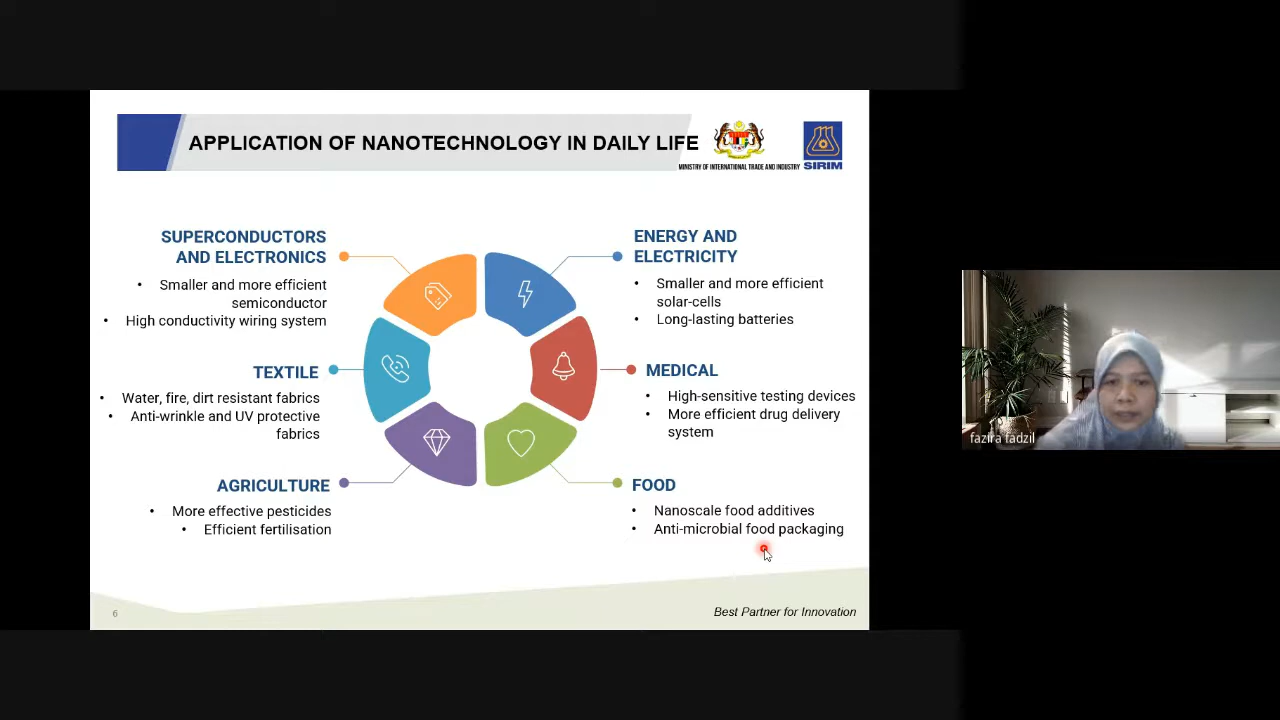 APPLICATION OF NANOTECHNOLOGY IN DAILY LIFE
MINISTRY OF INTERNATIONAL TRADE AND INDUSTRY
SIRIM
SUPERCONDUCTORS
AND ELECTRONICS
• Smaller and more efficient
semiconductor
• High conductivity wiring system
TEXTILE
• Water, fire, dirt resistant fabrics
• Anti-wrinkle and UV protective
fabrics
AGRICULTURE
• More effective pesticides
• Efficient fertilisation
ENERGY AND
ELECTRICITY
• Smaller and more efficient
solar-cells
• Long-lasting batteries
MEDICAL
• High-sensitive testing devices
• More efficient drug delivery
system
FOOD
• Nanoscale food additives
• Anti-microbial food packaging
6
Best Partner for Innovation
fazira fadzil